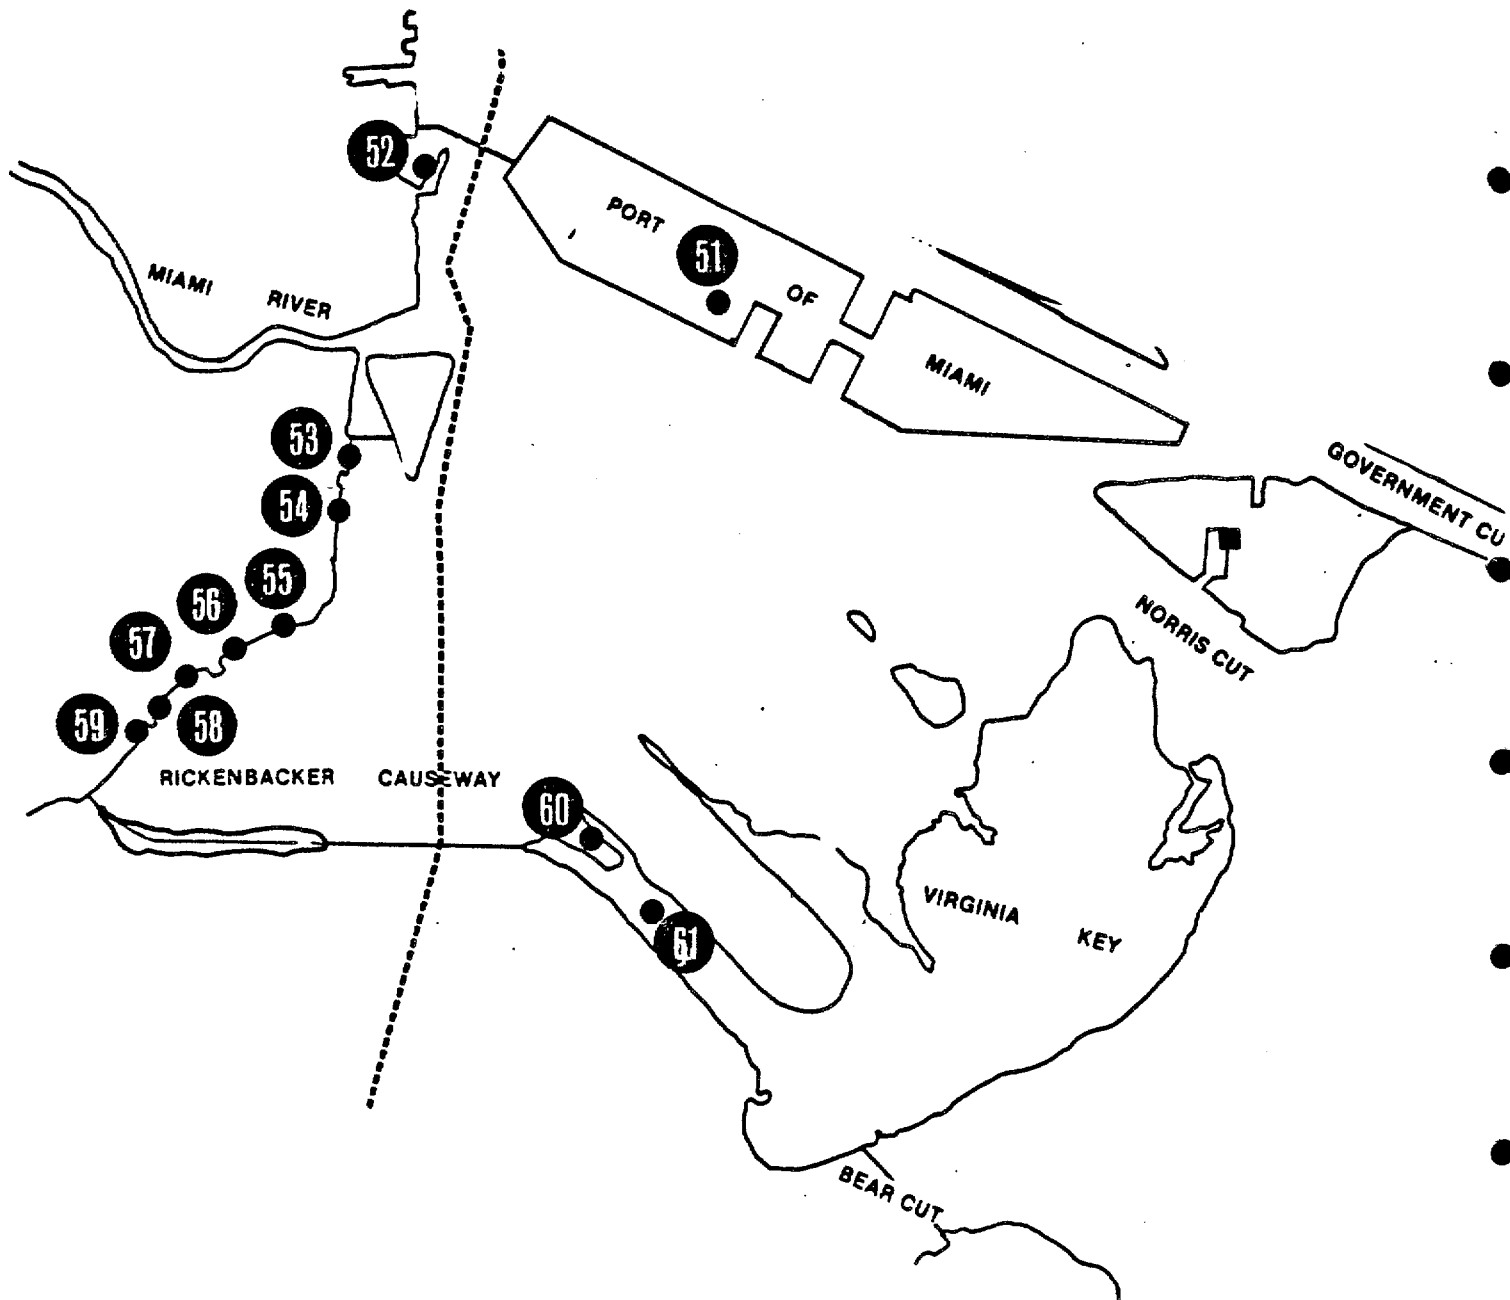 52
PORT
51
OF
MIAMI RIVER
MIAMI
53
GOVERNMENT CU
54
55
56
NORRIS CUT
57
59
58
RICKENBACKER CAUSEWAY
60
VIRGINIA KEY
61
BEAR CUT